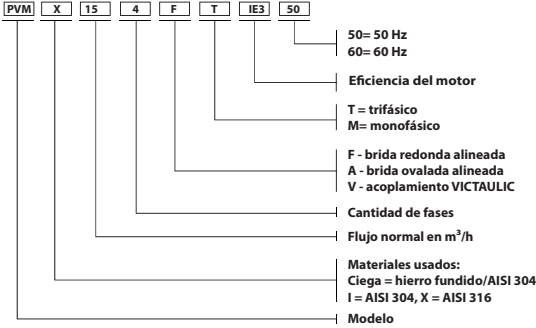 PVM X 15 4 F T IE3 50
50= 50 Hz
60= 60 Hz
Eficiencia del motor
T = trifásico
M= monofásico
F - brida redonda alineada
A - brida ovalada alineada
V - acoplamiento VICTAULIC
Cantidad de fases
Flujo normal en m³/h
Materiales usados:
Ciega = hierro fundido/AISI 304
I = AISI 304, X = AISI 316
Modelo